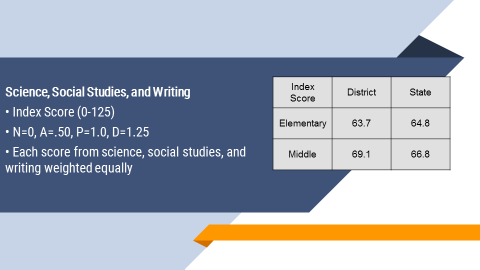 Science, Social Studies, and Writing
• Index Score (0-125)
• N=0, A=.50, P=1.0, D=1.25
• Each score from science, social studies, and
writing weighted equally
Index
Score
District
State
Elementary
63.7
64.8
Middle
69.1
66.8